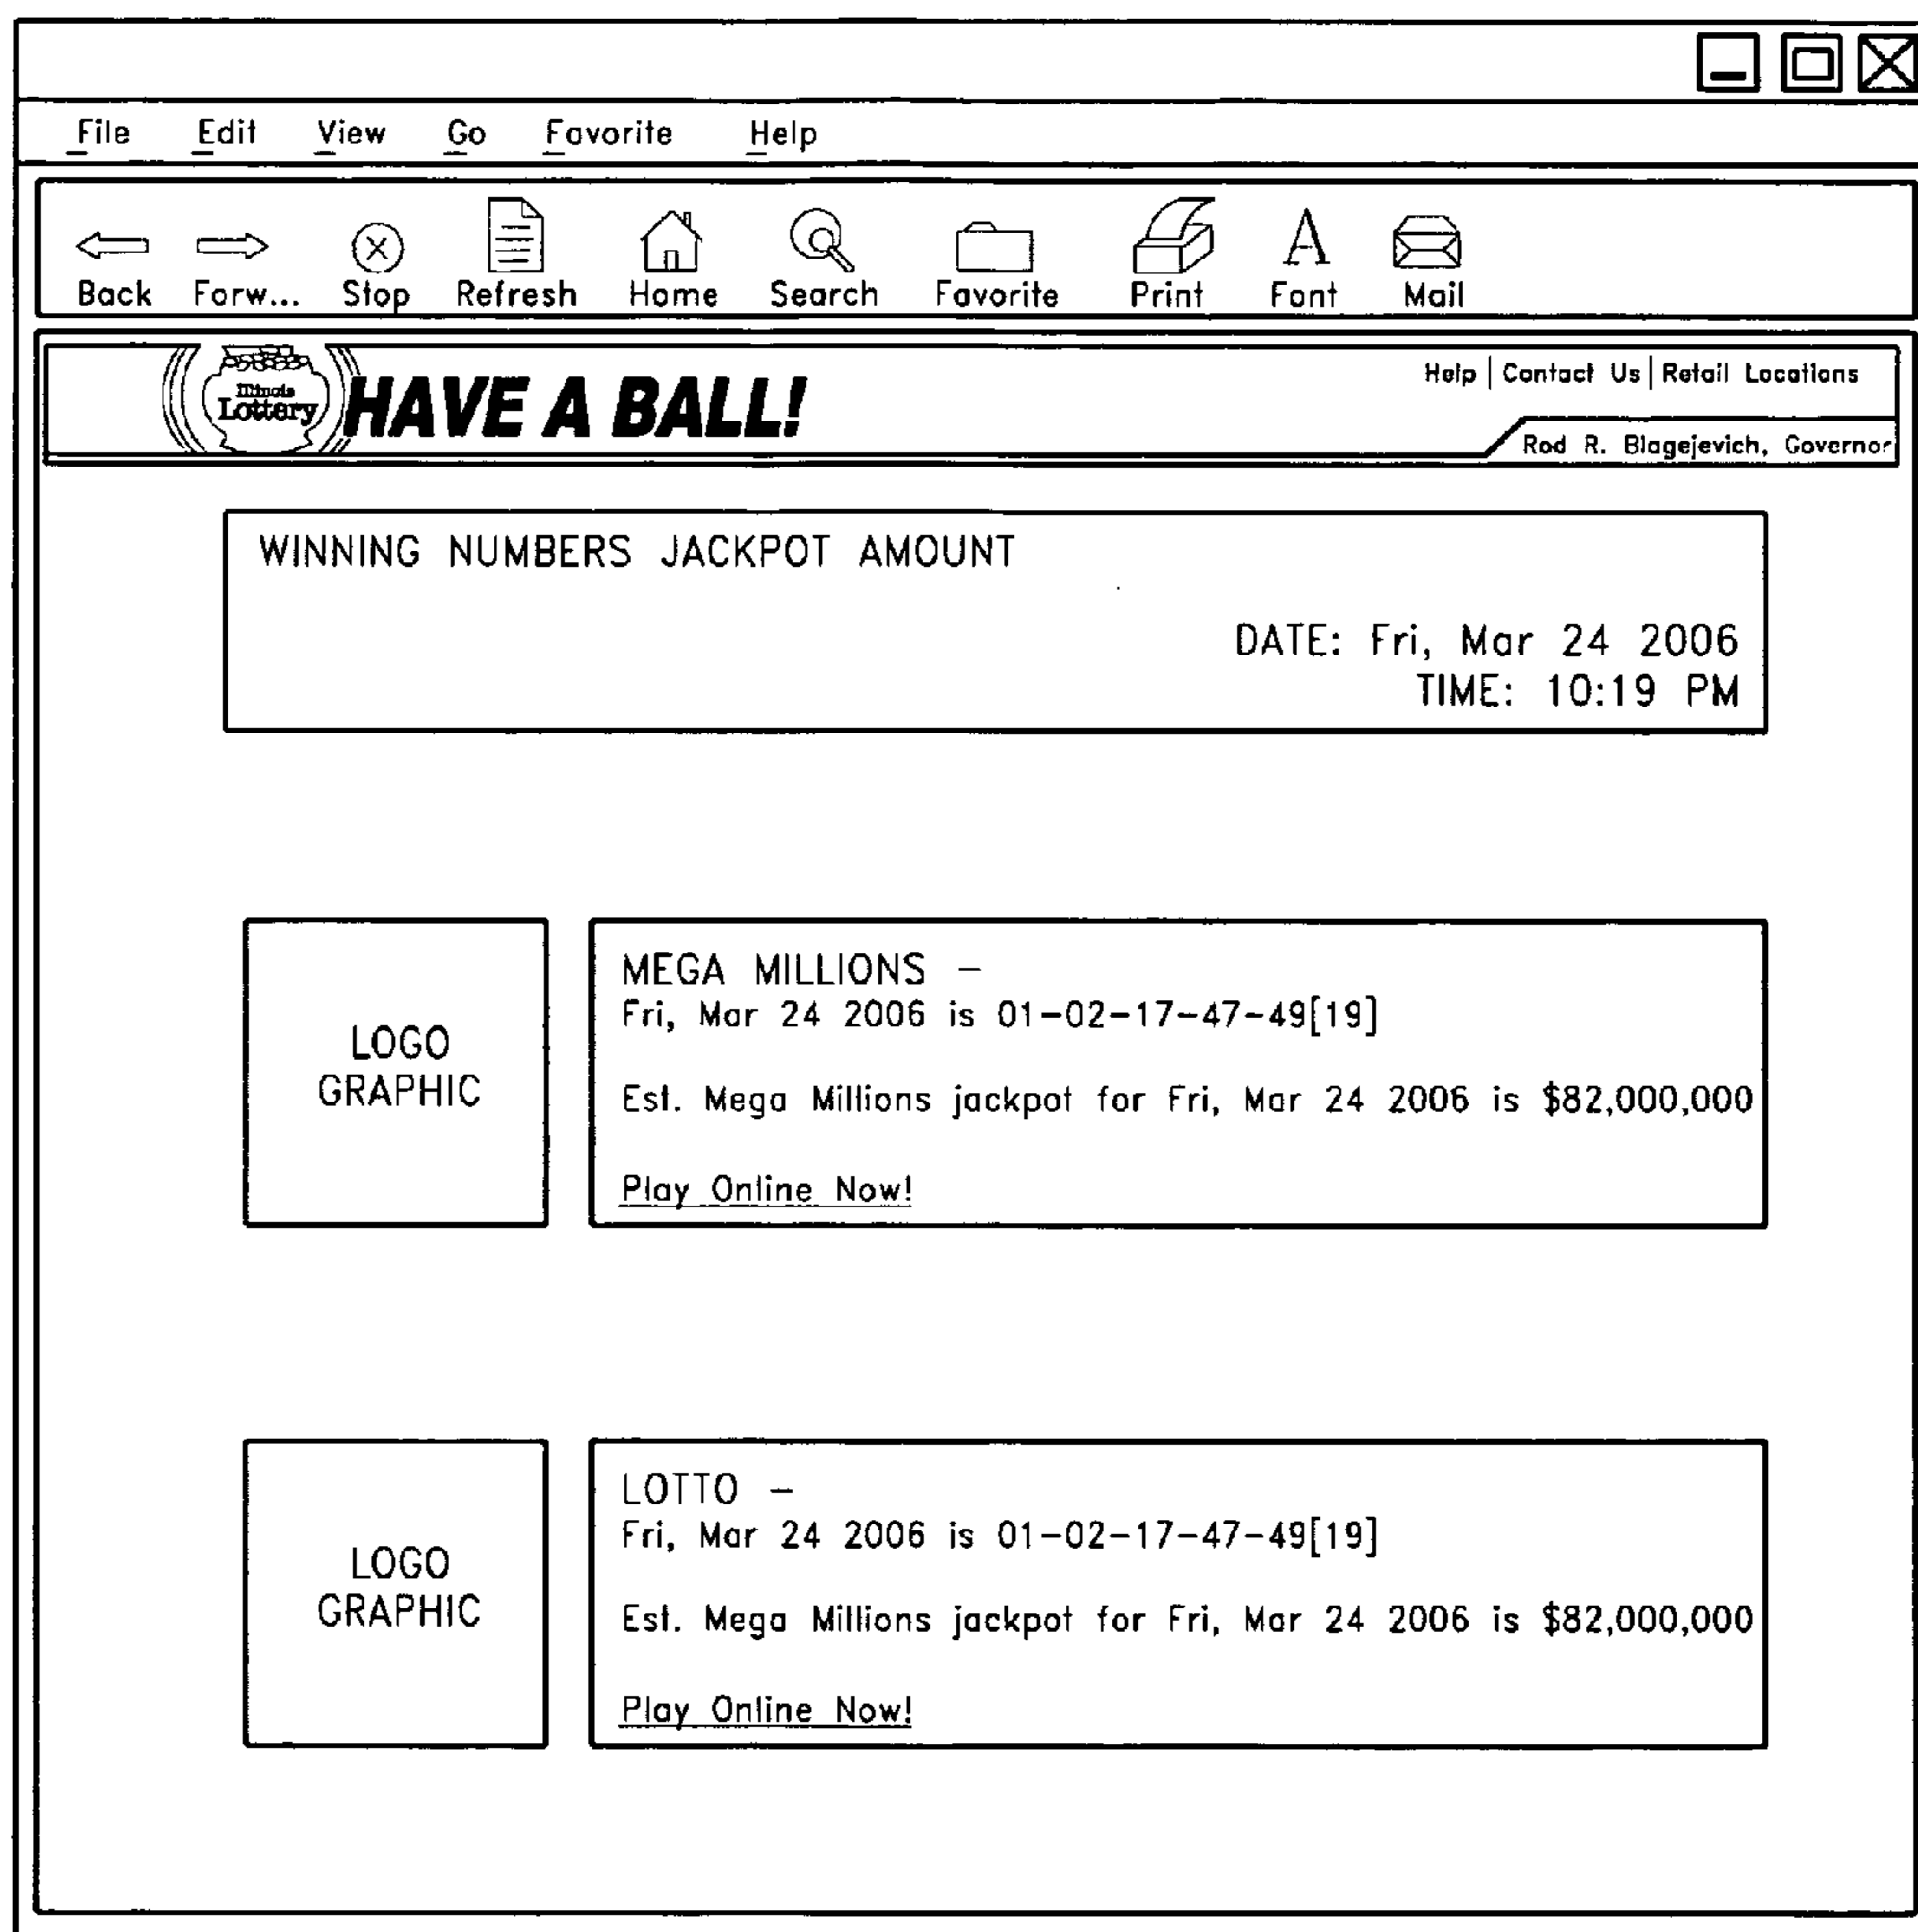 File Edit View Go Favorite Help
Back Forw... Stop Refresh Home Search Favorite Print Font Mail
Help | Contact Us | Retail Locations
Illinois
Lottery
HAVE A BALL!
Rod R. Blagejevich, Governor
WINNING NUMBERS JACKPOT AMOUNT
DATE: Fri, Mar 24 2006
TIME: 10:19 PM
LOGO
GRAPHIC
MEGA MILLIONS –
Fri, Mar 24 2006 is 01–02–17–47–49[19]
Est. Mega Millions jackpot for Fri, Mar 24 2006 is $82,000,000
Play Online Now!
LOGO
GRAPHIC
LOTTO –
Fri, Mar 24 2006 is 01–02–17–47–49[19]
Est. Mega Millions jackpot for Fri, Mar 24 2006 is $82,000,000
Play Online Now!